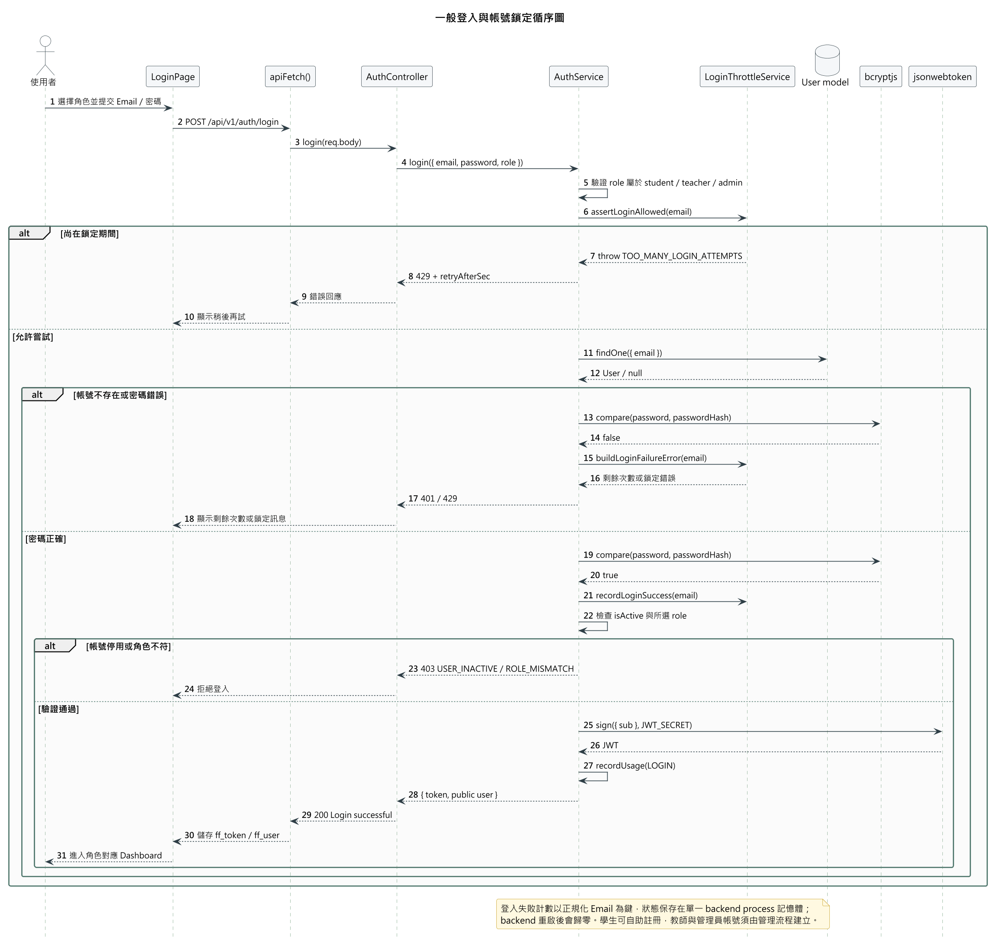 一般登入與帳號鎖定循序圖
使用者
LoginPage
apiFetch()
AuthController
AuthService
LoginThrottleService
User model
bcryptjs
jsonwebtoken
1 選擇角色並提交 Email / 密碼
2 POST /api/v1/auth/login
3 login(req.body)
4 login({ email, password, role })
5 驗證 role 屬於 student / teacher / admin
6 assertLoginAllowed(email)
alt [尚在鎖定期間]
7 throw TOO_MANY_LOGIN_ATTEMPTS
8 429 + retryAfterSec
9 錯誤回應
10 顯示稍後再試
[允許嘗試]
11 findOne({ email })
12 User / null
alt [帳號不存在或密碼錯誤]
13 compare(password, passwordHash)
14 false
15 buildLoginFailureError(email)
16 剩餘次數或鎖定錯誤
17 401 / 429
18 顯示剩餘次數或鎖定訊息
[密碼正確]
19 compare(password, passwordHash)
20 true
21 recordLoginSuccess(email)
22 檢查 isActive 與所選 role
alt [帳號停用或角色不符]
23 403 USER_INACTIVE / ROLE_MISMATCH
24 拒絕登入
[驗證通過]
25 sign({ sub }, JWT_SECRET)
26 JWT
27 recordUsage(LOGIN)
28 { token, public user }
29 200 Login successful
30 儲存 ff_token / ff_user
31 進入角色對應 Dashboard
登入失敗計數以正規化 Email 為鍵，狀態保存在單一 backend process 記憶體；
backend 重啟後會歸零。學生可自助註冊，教師與管理員帳號須由管理流程建立。